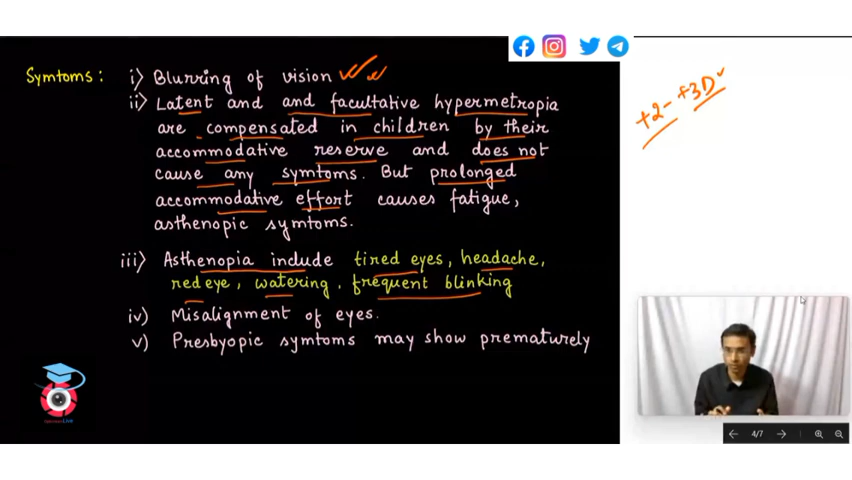 Symtoms: i) Blurring of vision
ii) Latent and and facultative hypermetropia
are compensated in children by their
accommodative reserve and does not
cause any symtoms. But prolonged
accommodative effort causes fatigue,
asthenopic symtoms.
iii) Asthenopia include tired eyes, headache,
red eye, watering, frequent blinking
iv) Misalignment of eyes.
v) Presbyopic symtoms may show prematurely
+2- +3D
4/7